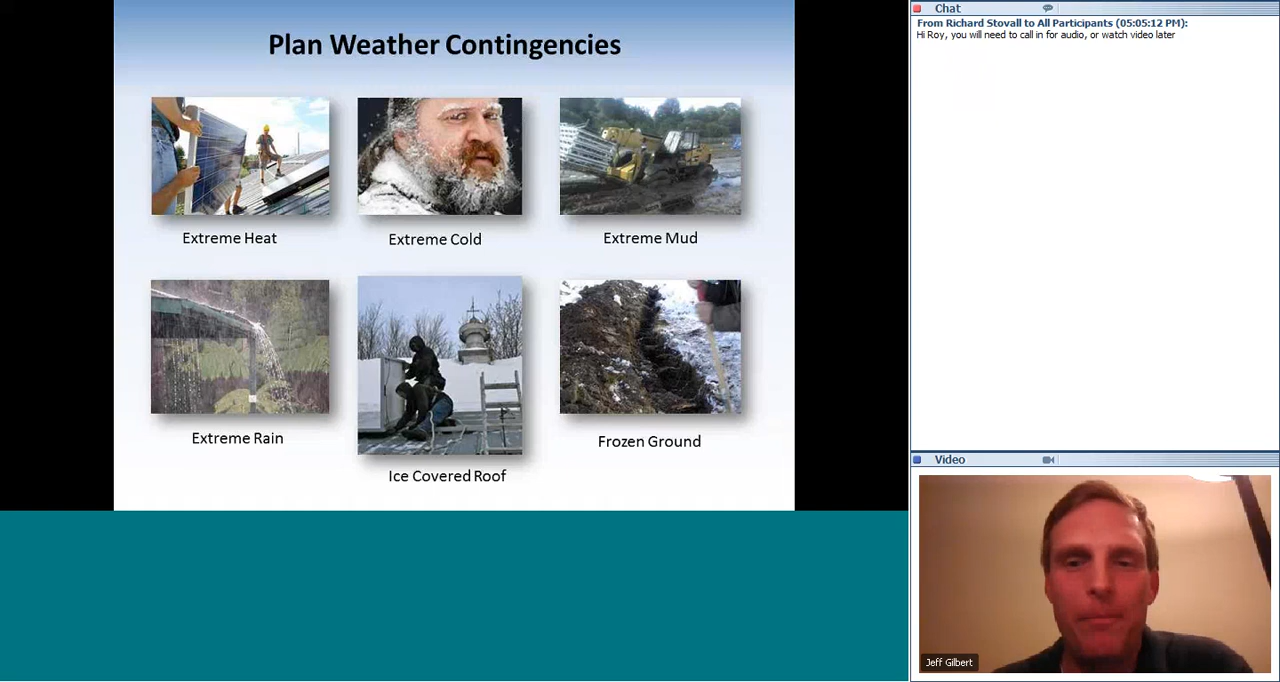 Plan Weather Contingencies
Extreme Heat
Extreme Cold
Extreme Mud
Extreme Rain
Ice Covered Roof
Frozen Ground
Chat
From Richard Stovall to All Participants (05:05:12 PM):
Hi Roy, you will need to call in for audio, or watch video later
Video
Jeff Gilbert